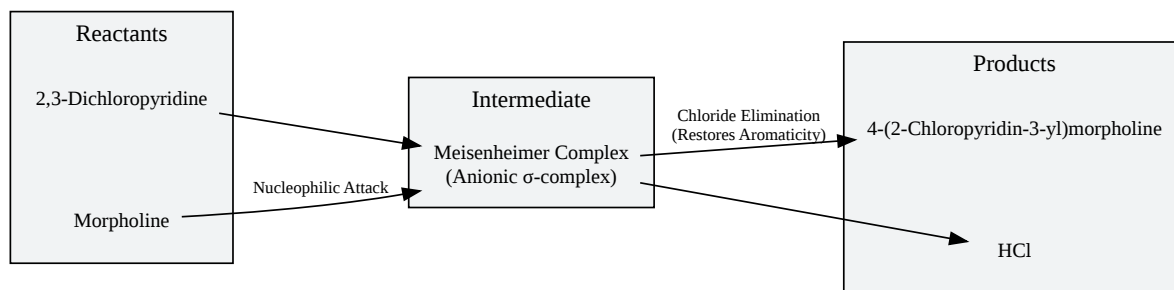 Reactants
2,3-Dichloropyridine
Morpholine
Nucleophilic Attack
Intermediate
Meisenheimer Complex
(Anionic σ-complex)
Chloride Elimination
(Restores Aromaticity)
Products
4-(2-Chloropyridin-3-yl)morpholine
HCl